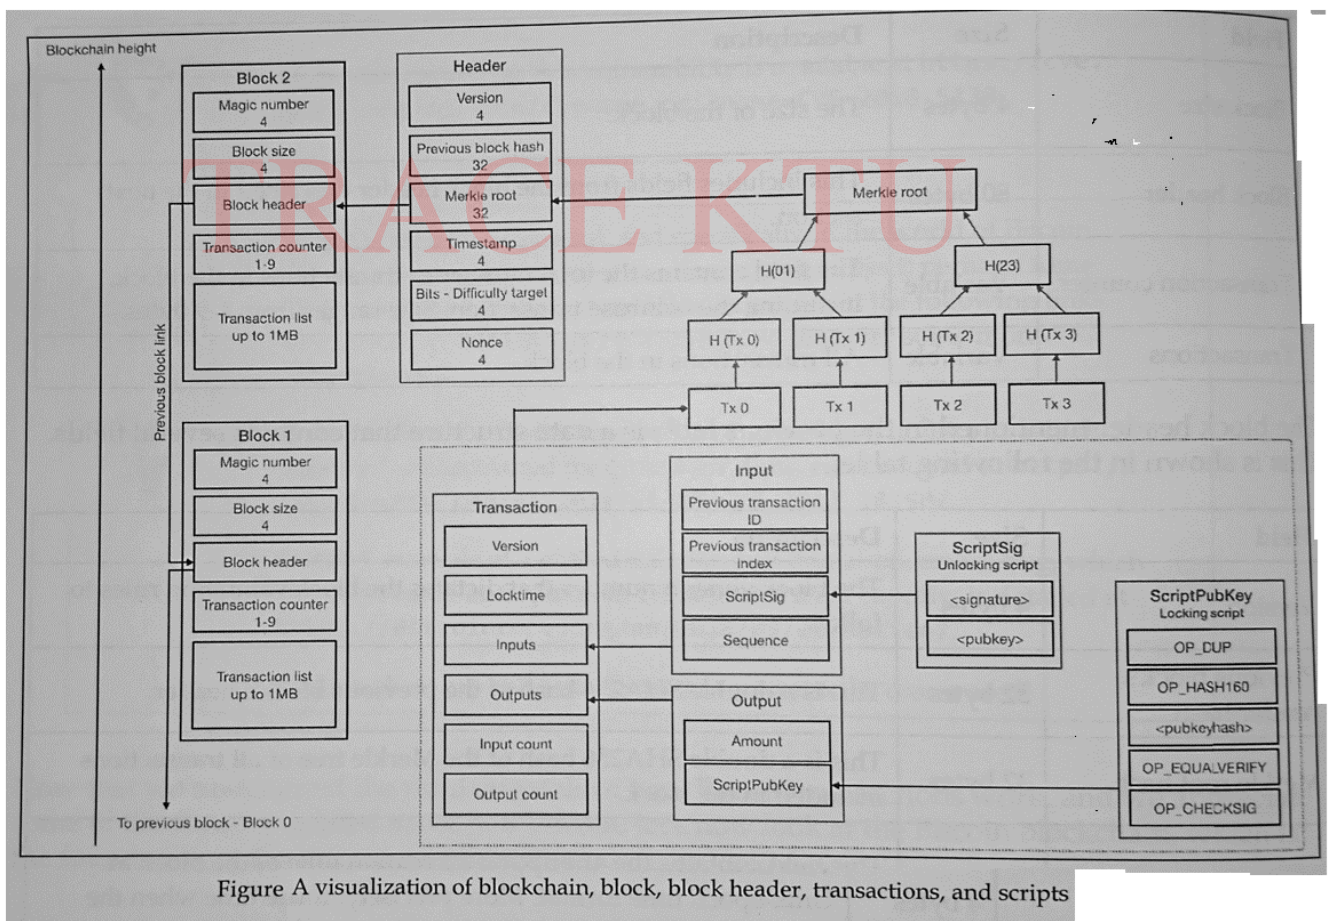 Blockchain height
Block 2
Magic number
4
Block size
4
Block header
Transaction counter
1-9
Transaction list
up to 1MB
Header
Version
4
Previous block hash
32
Merkle root
32
Timestamp
4
Bits - Difficulty target
4
Nonce
4
TRACE KTU
Merkle root
H(01)
H(23)
H (Tx 0)
H (Tx 1)
H (Tx 2)
H (Tx 3)
Tx 0
Tx 1
Tx 2
Tx 3
Previous block link
Block 1
Magic number
4
Block size
4
Block header
Transaction counter
1-9
Transaction list
up to 1MB
To previous block - Block 0
Transaction
Version
Locktime
Inputs
Outputs
Input count
Output count
Input
Previous transaction
ID
Previous transaction
index
ScriptSig
Sequence
Output
Amount
ScriptPubKey
ScriptSig
Unlocking script
<signature>
<pubkey>
ScriptPubKey
Locking script
OP_DUP
OP_HASH160
<pubkeyhash>
OP_EQUALVERIFY
OP_CHECKSIG
Figure A visualization of blockchain, block, block header, transactions, and scripts